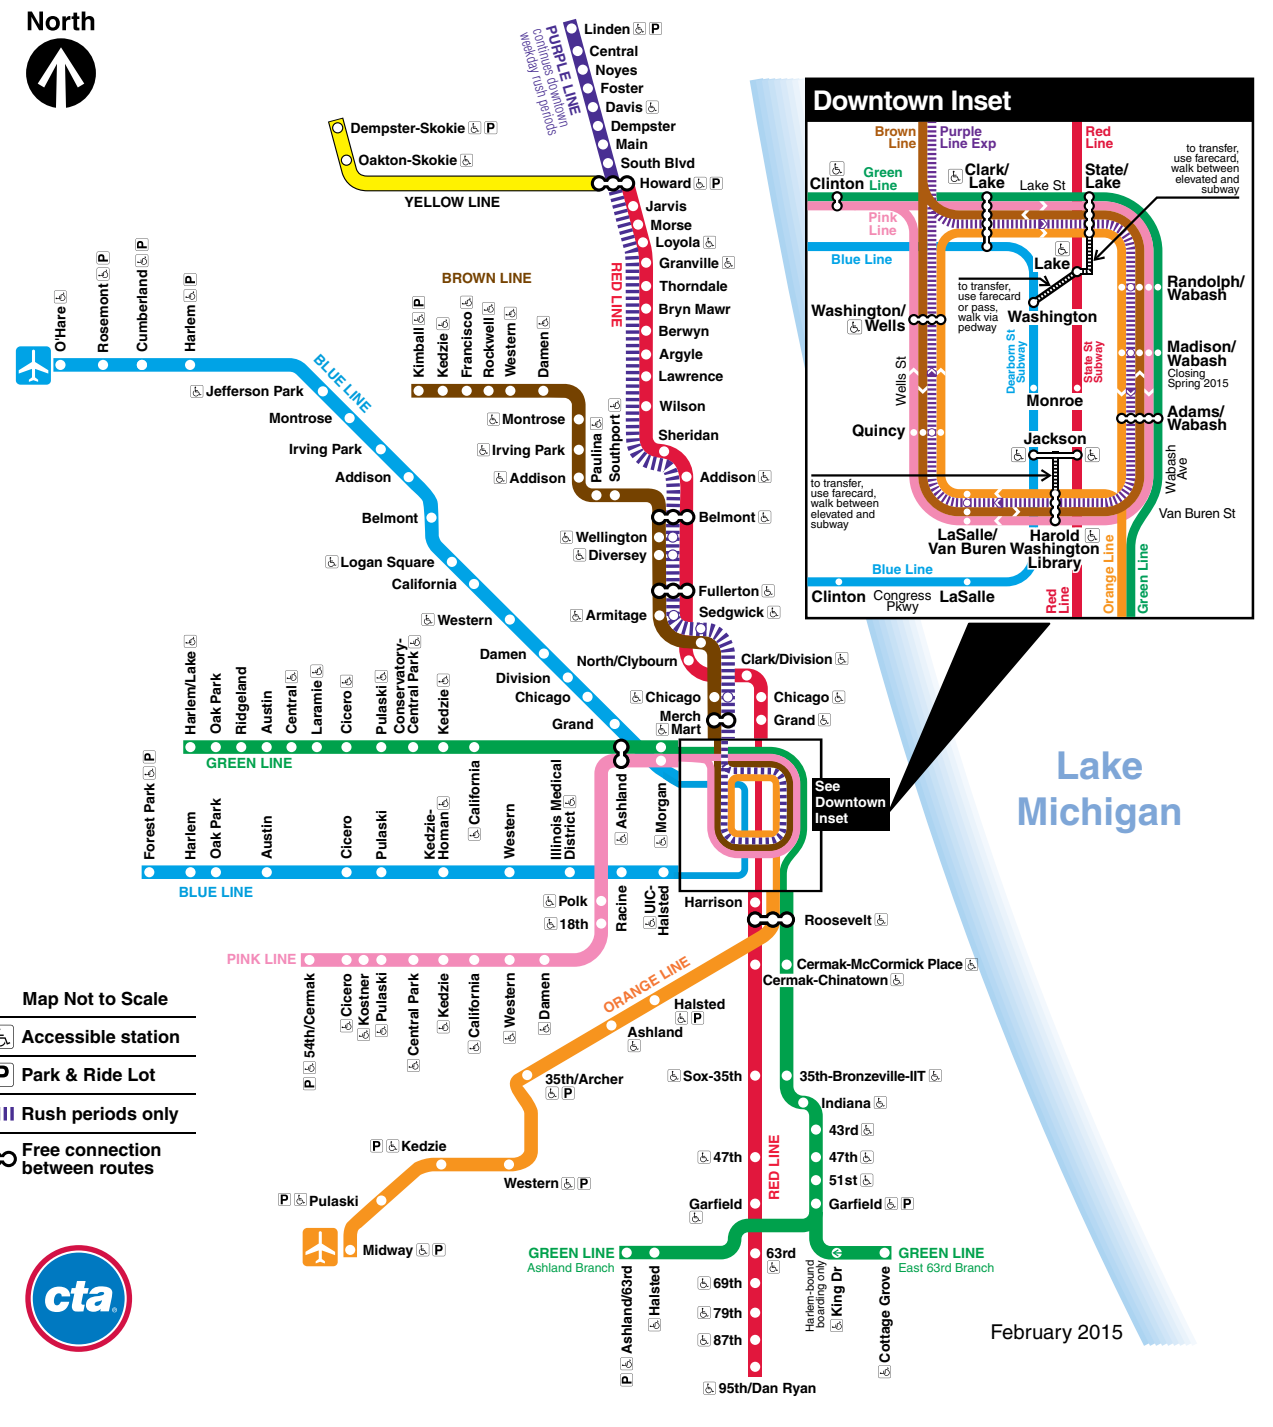 North
PURPLE LINE
continues downtown
weekday rush periods
Linden P
Central
Noyes
Foster
Davis
Dempster
Main
South Blvd
Howard P
Dempster-Skokie P
Oakton-Skokie
YELLOW LINE
Jarvis
Morse
Loyola
Granville
Thorndale
Bryn Mawr
Berwyn
Argyle
Lawrence
Wilson
Sheridan
Addison
Belmont
Fullerton
Sedgwick
RED LINE
BROWN LINE
Kimball P
Kedzie
Francisco
Rockwell
Western
Damen
Montrose
Irving Park
Addison
Paulina
Southport
Wellington
Diversey
Armitage
North/Clybourn
Clark/Division
Chicago
Chicago
Merch
Mart
Grand
O'Hare
Rosemont P
Cumberland P
Harlem P
BLUE LINE
Jefferson Park
Montrose
Irving Park
Addison
Belmont
Logan Square
California
Western
Damen
Division
Chicago
Grand
Harlem/Lake
Oak Park
Ridgeland
Austin
Central
Laramie
Cicero
Pulaski
Conservatory-
Central Park
Kedzie
GREEN LINE
California
Ashland
Morgan
Forest Park P
Harlem
Oak Park
Austin
Cicero
Pulaski
Kedzie-
Homan
Western
Illinois Medical
District
BLUE LINE
Racine
UIC-
Halsted
Polk
18th
PINK LINE
P 54th/Cermak
Cicero
Kostner
Pulaski
Central Park
Kedzie
California
Western
Damen
See
Downtown
Inset
Harrison
Roosevelt
Cermak-McCormick Place
Cermak-Chinatown
ORANGE LINE
Halsted
P
Ashland
35th/Archer
P
Western P
P Kedzie
P Pulaski
Midway P
Sox-35th
35th-Bronzeville-IIT
Indiana
43rd
47th
47th
51st
Garfield
Garfield P
RED LINE
GREEN LINE
Ashland Branch
P Ashland/63rd
Halsted
63rd
69th
79th
87th
95th/Dan Ryan
Harlem-bound
boarding only
King Dr
Cottage Grove
GREEN LINE
East 63rd Branch
Map Not to Scale
Accessible station
P Park & Ride Lot
Rush periods only
Free connection
between routes
cta
®
February 2015
Lake
Michigan
Downtown Inset
Brown
Line
Purple
Line Exp
Red
Line
to transfer,
use farecard,
walk between
elevated and
subway
Clinton
Green
Line
Clark/
Lake
Lake St
State/
Lake
Pink
Line
Blue Line
Lake
to transfer,
use farecard
or pass,
walk via
pedway
Washington
Randolph/
Wabash
Washington/
Wells
Madison/
Wabash
Closing
Spring 2015
Dearborn St
Subway
State St
Subway
Wells St
Monroe
Adams/
Wabash
Quincy
Jackson
Wabash
Ave
to transfer,
use farecard,
walk between
elevated and
subway
Van Buren St
LaSalle/
Van Buren
Harold
Washington
Library
Blue Line
Clinton
Congress
Pkwy
LaSalle
Red
Line
Orange Line
Green Line